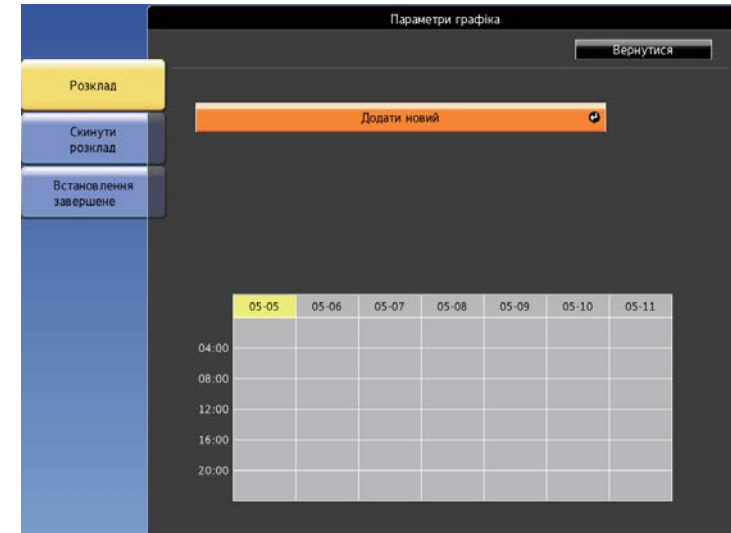 Параметри графіка
Вернутися
Розклад
Скинути
розклад
Встановлення
завершене
Додати новий
05-05 05-06 05-07 05-08 05-09 05-10 05-11
04:00
08:00
12:00
16:00
20:00